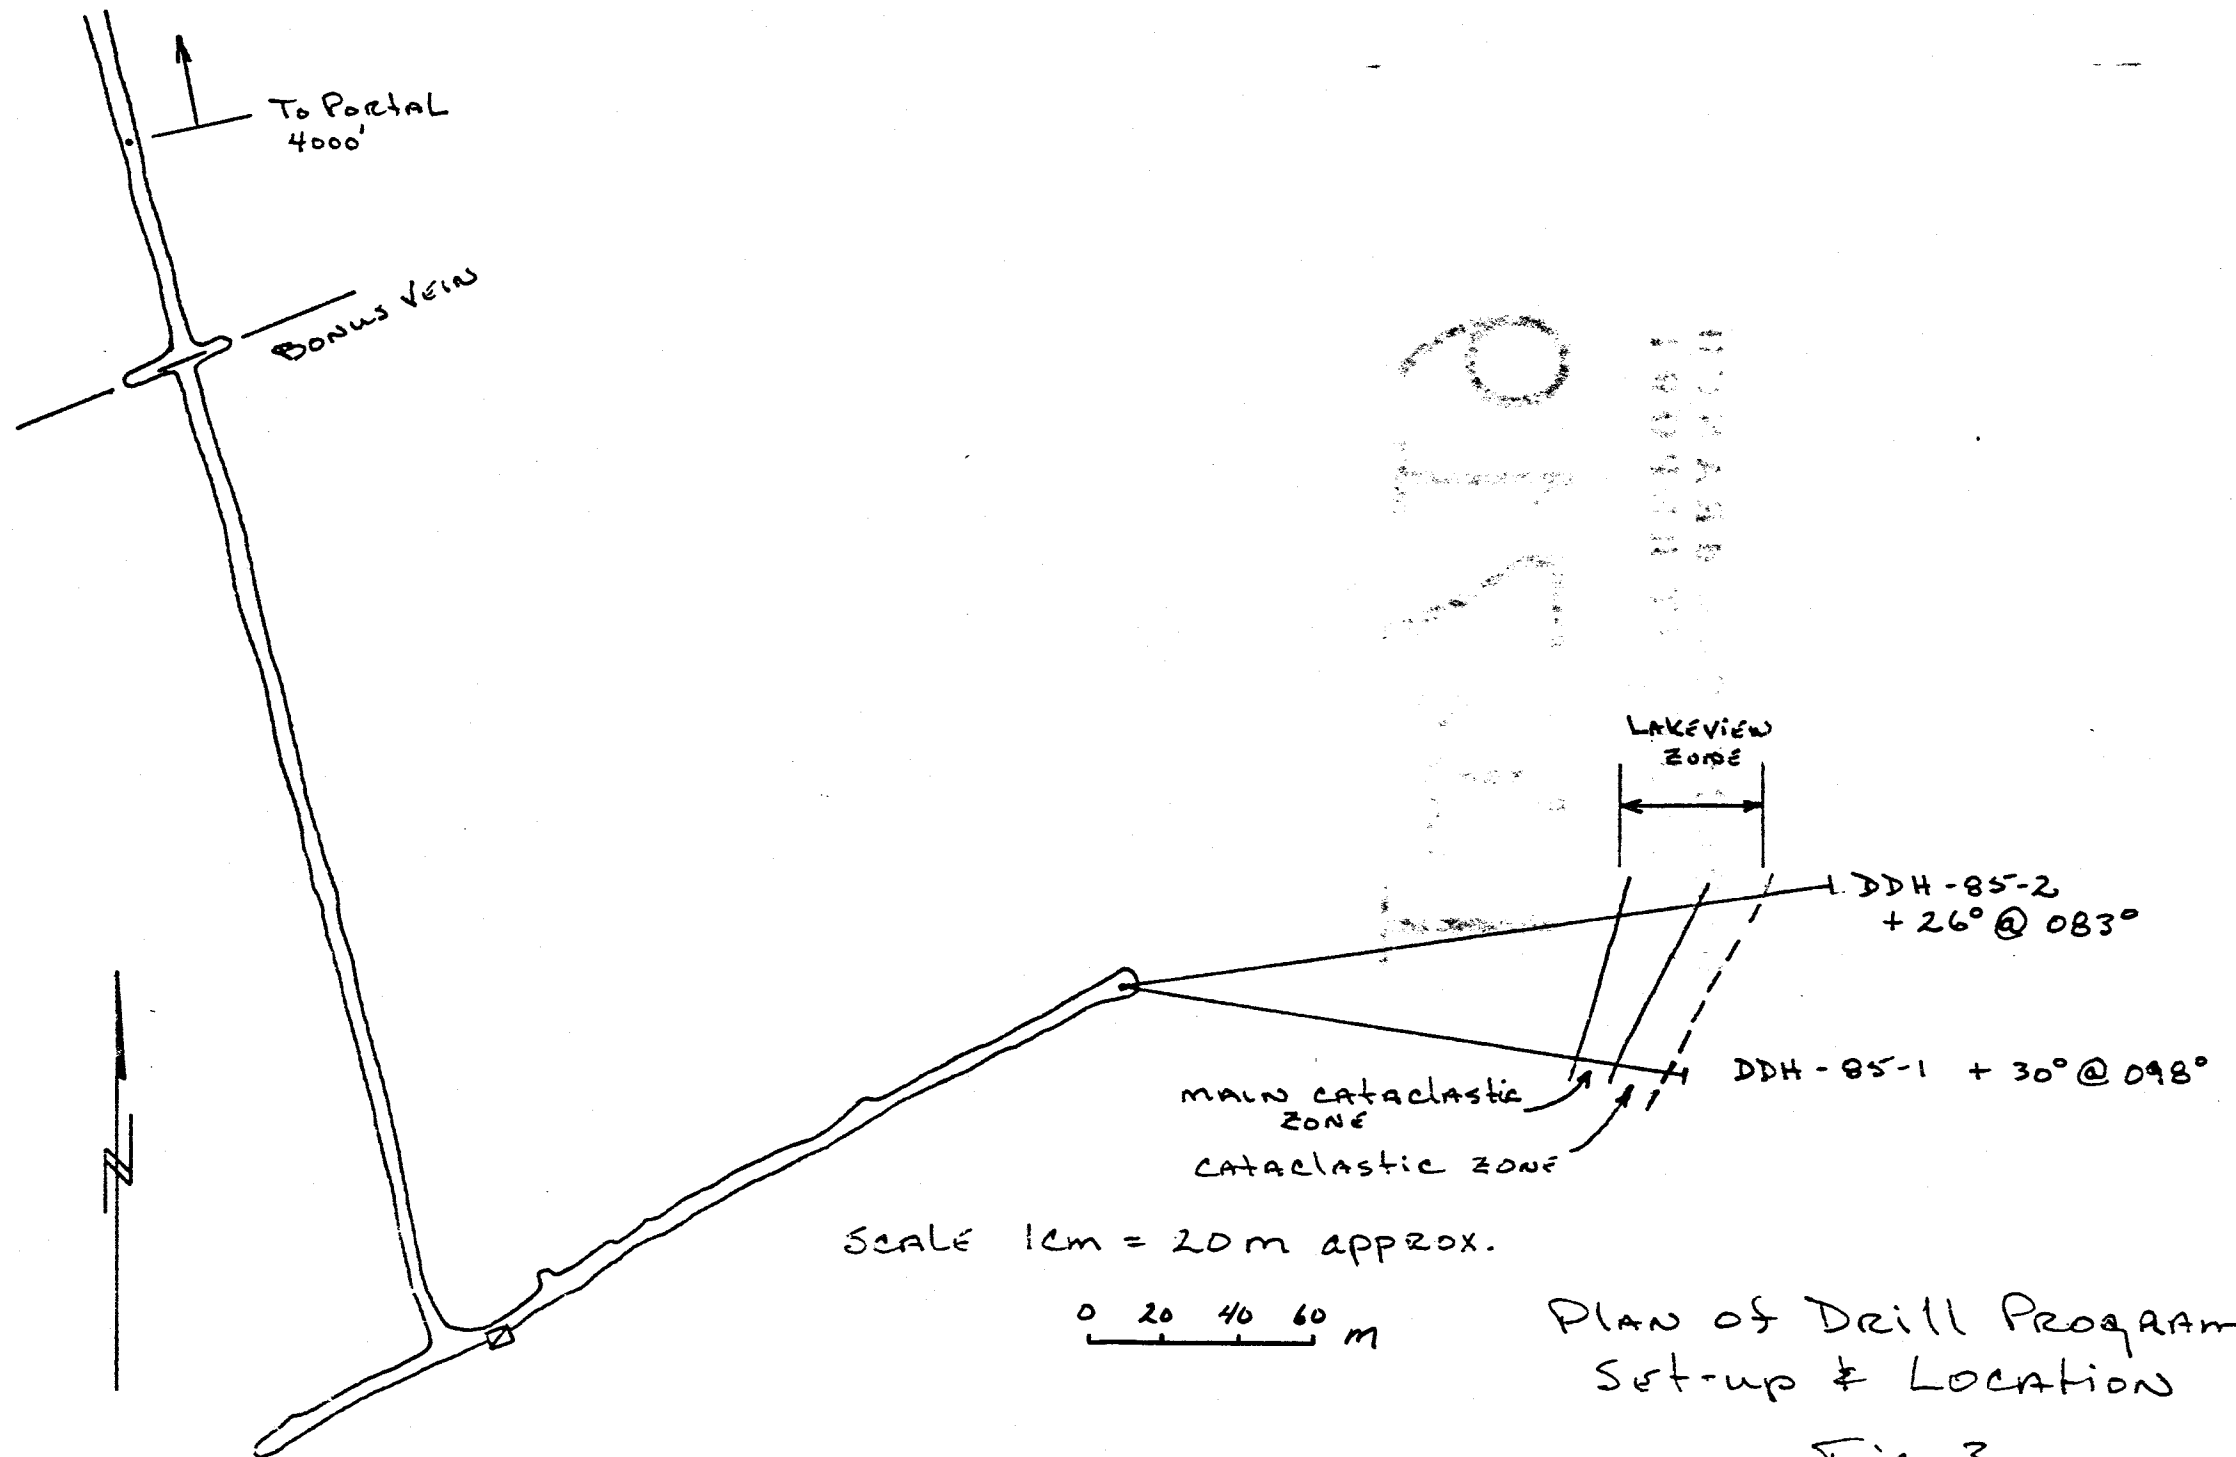 To Portal
4000'
BONUS VEIN
LAKEVIEW
ZONE
DDH-85-2
+ 26° @ 083°
DDH-85-1 + 30° @ 098°
MAIN CATACLASTIC
ZONE
CATACLASTIC ZONE
SCALE 1cm = 20m approx.
0 20 40 60 m
N
Plan of Drill Program
Set-up & Location